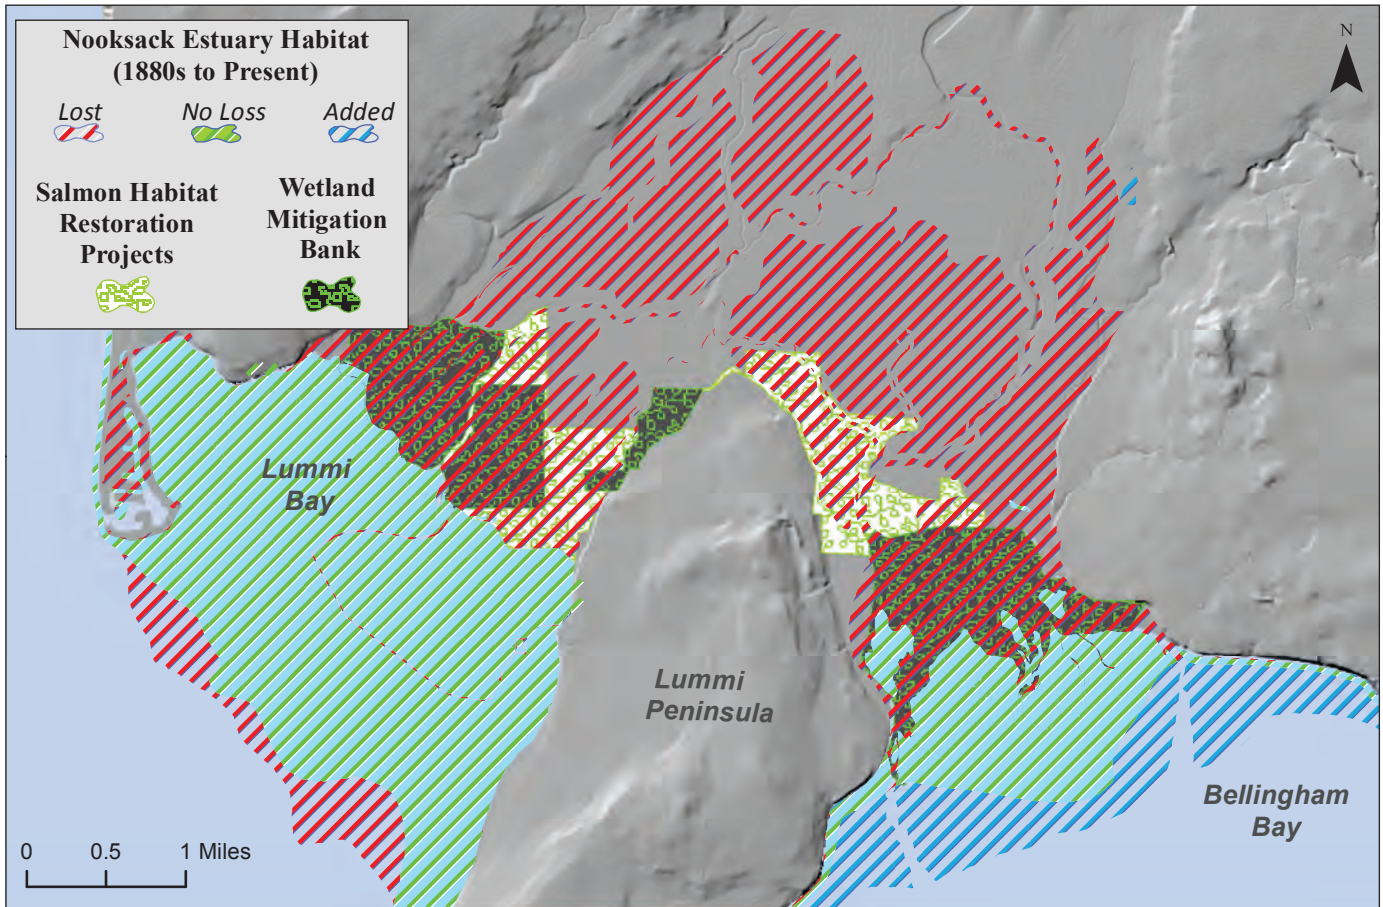 Nooksack Estuary Habitat
(1880s to Present)
Lost No Loss Added
Salmon Habitat
Restoration
Projects
Wetland
Mitigation
Bank
N
Lummi
Bay
Lummi
Peninsula
Bellingham
Bay
0 0.5 1 Miles